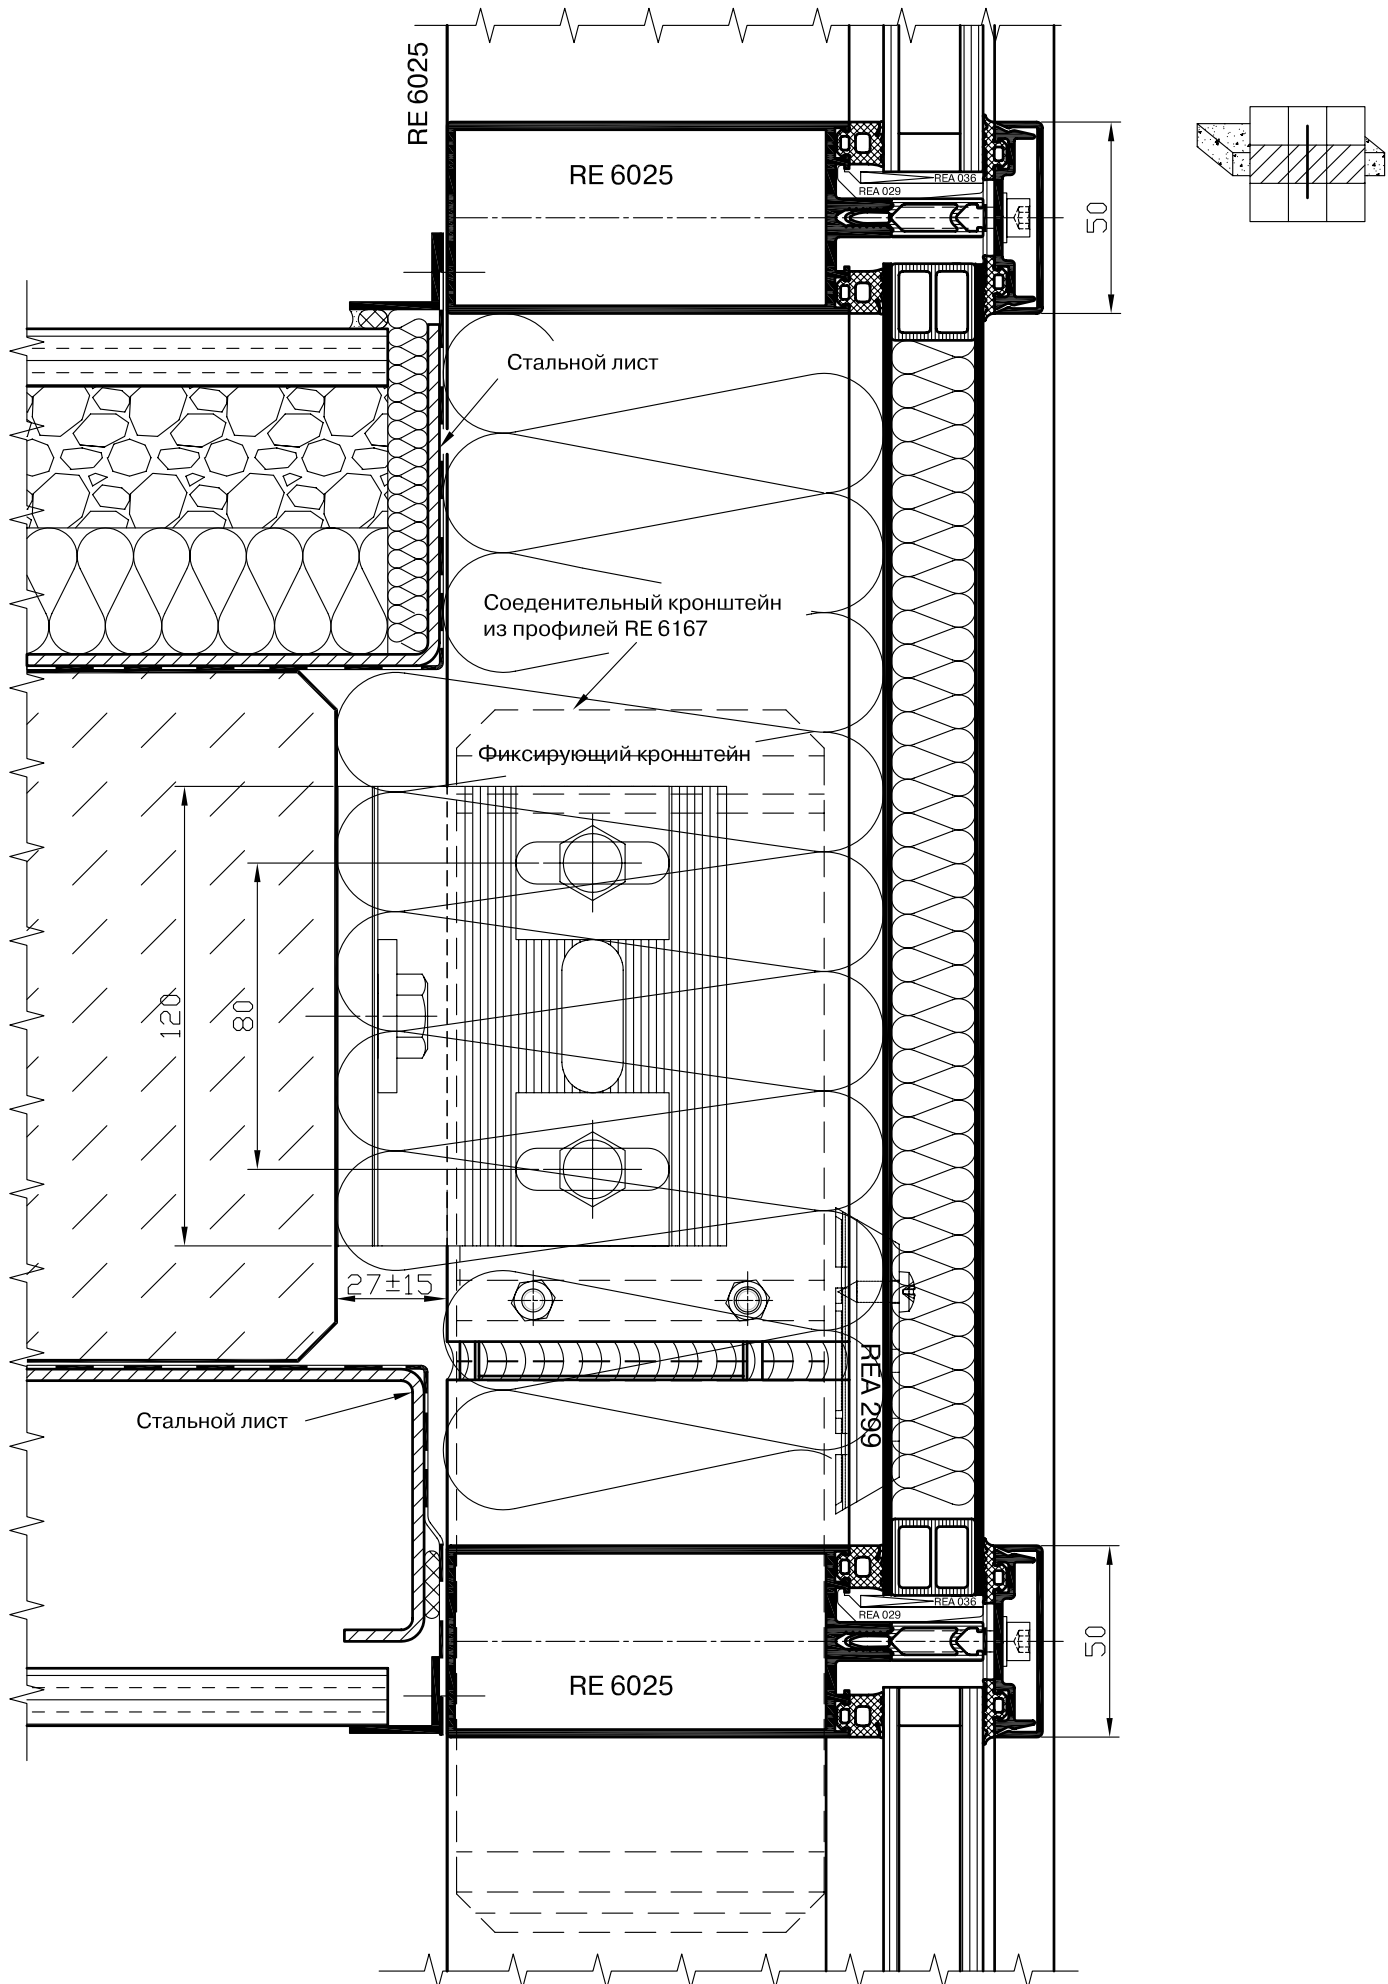 RE 6025
RE 6025
REA 036
REA 029
50
Стальной лист
Соеденительный кронштейн
из профилей RE 6167
Фиксирующий кронштейн
120
80
27±15
REA 299
Стальной лист
REA 036
REA 029
50
RE 6025